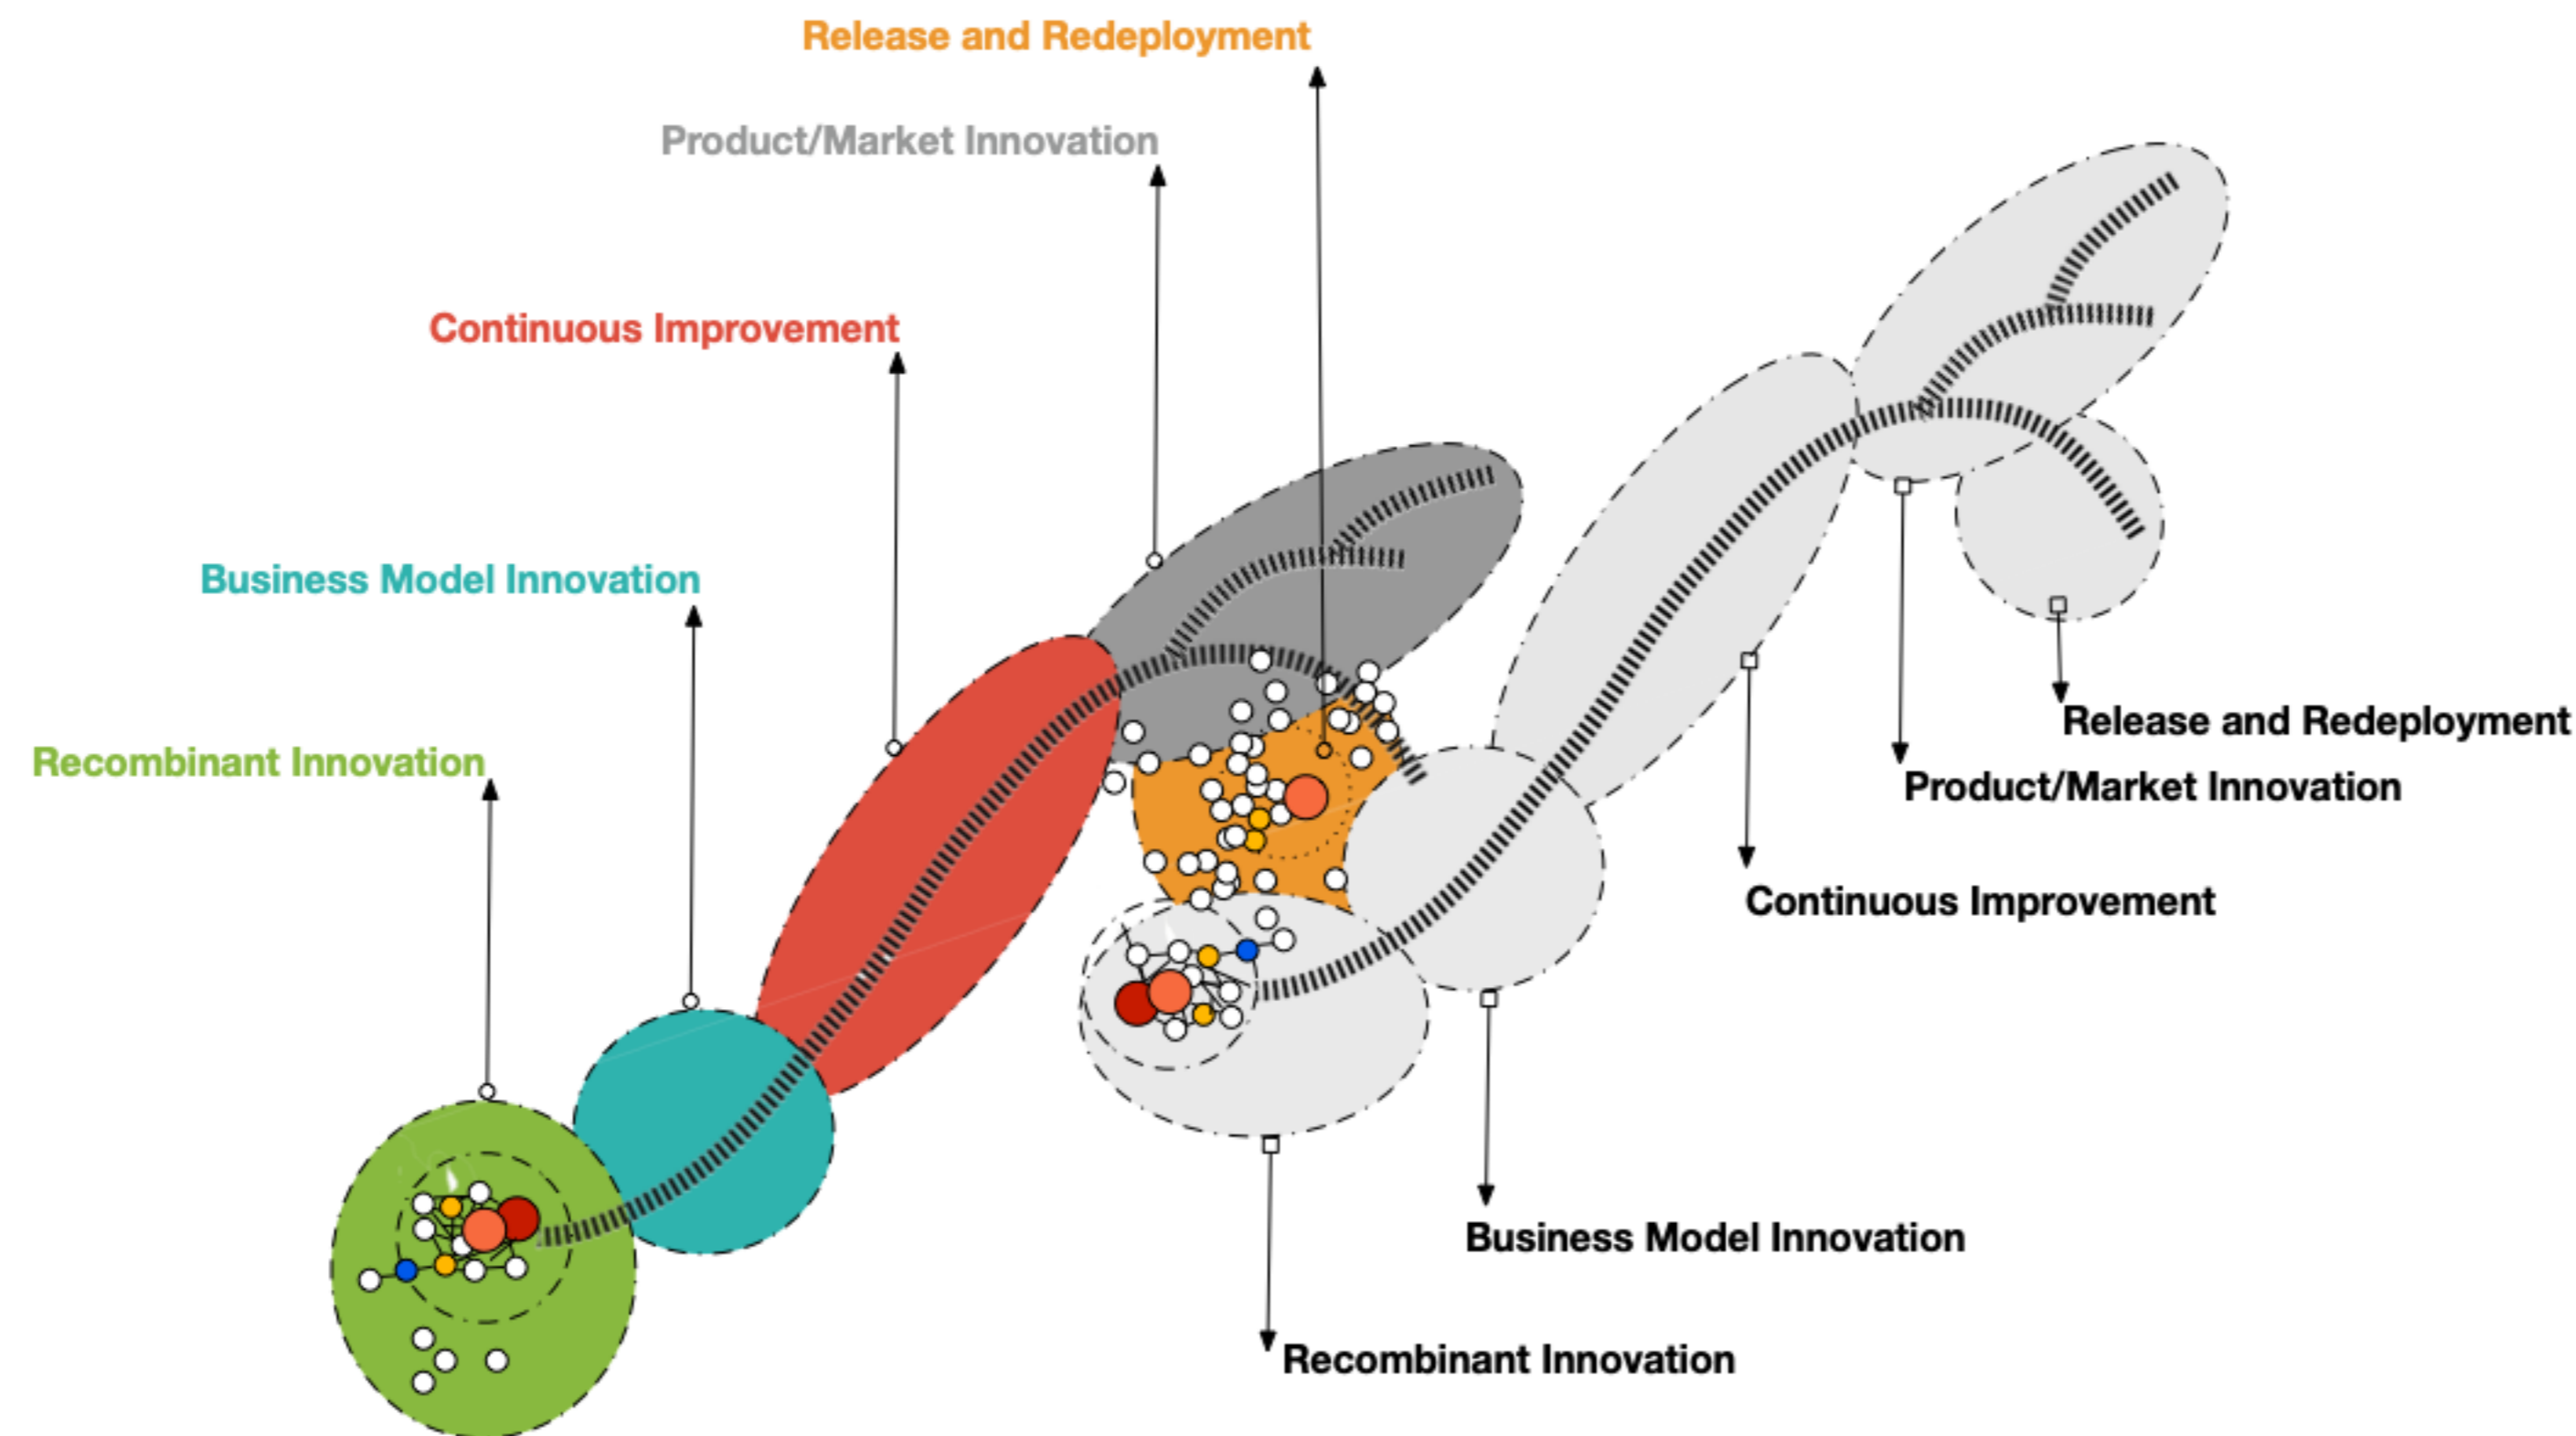 Release and Redeployment
Product/Market Innovation
Continuous Improvement
Business Model Innovation
Recombinant Innovation
Release and Redeployment
Product/Market Innovation
Continuous Improvement
Business Model Innovation
Recombinant Innovation